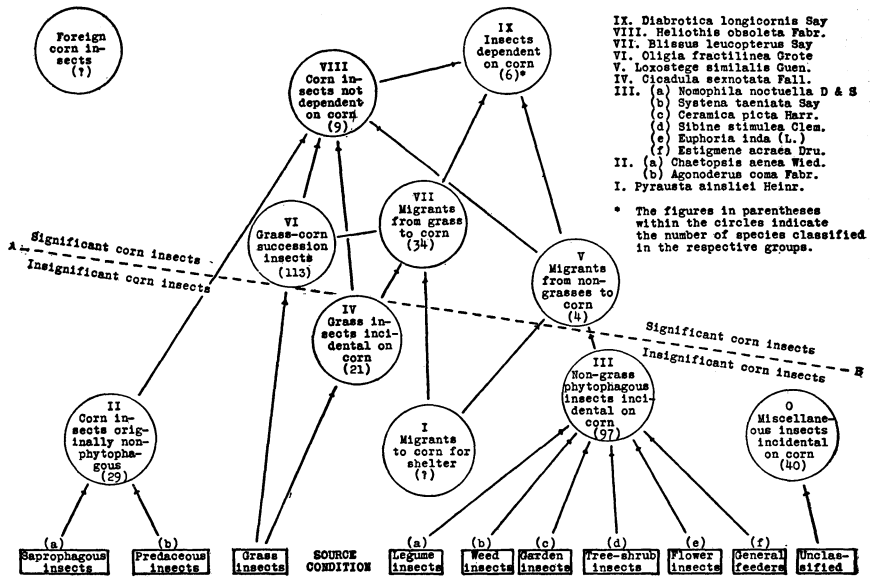 Foreign
corn in-
sects
(?)
IX
Insects
dependent
on corn
(6)*
VIII
Corn in-
sects not
dependent
on corn
(9)
IX. Diabrotica longicornis Say
VIII. Heliothis obsoleta Fabr.
VII. Blissus leucopterus Say
VI. Oligia fractilinea Grote
V. Loxostege similalis Guen.
IV. Cicadula sexnotata Fall.
III. (a) Nomophila noctuella D & S
(b) Systena taeniata Say
(c) Ceramica picta Harr.
(d) Sibine stimulea Clem.
(e) Euphoria inda (L.)
(f) Estigmene acraea Dru.
II. (a) Chaetopsis aenea Wied.
(b) Agonoderus coma Fabr.
I. Pyrausta ainsliei Heinr.
* The figures in parentheses
within the circles indicate
the number of species classified
in the respective groups.
VII
Migrants
from grass
to corn
(34)
VI
Grass-corn
succession
insects
(113)
A
Significant corn insects
Insignificant corn insects
V
Migrants
from non-
grasses to
corn
(4)
IV
Grass in-
sects inci-
dental on
corn
(21)
Significant corn insects
Insignificant corn insects
B
III
Non-grass
phytophagous
insects inci-
dental on
corn
(97)
II
Corn in-
sects orig-
inally non-
phytopha-
gous
(29)
I
Migrants
to corn for
shelter
(?)
O
Miscellane-
ous insects
incidental
on corn
(40)
(a)
Saprophagous
insects
(b)
Predaceous
insects
Grass
insects
SOURCE
CONDITION
(a)
Legume
insects
(b)
Weed
insects
(c)
Garden
insects
(d)
Tree-shrub
insects
(e)
Flower
insects
(f)
General
feeders
Unclas-
sified